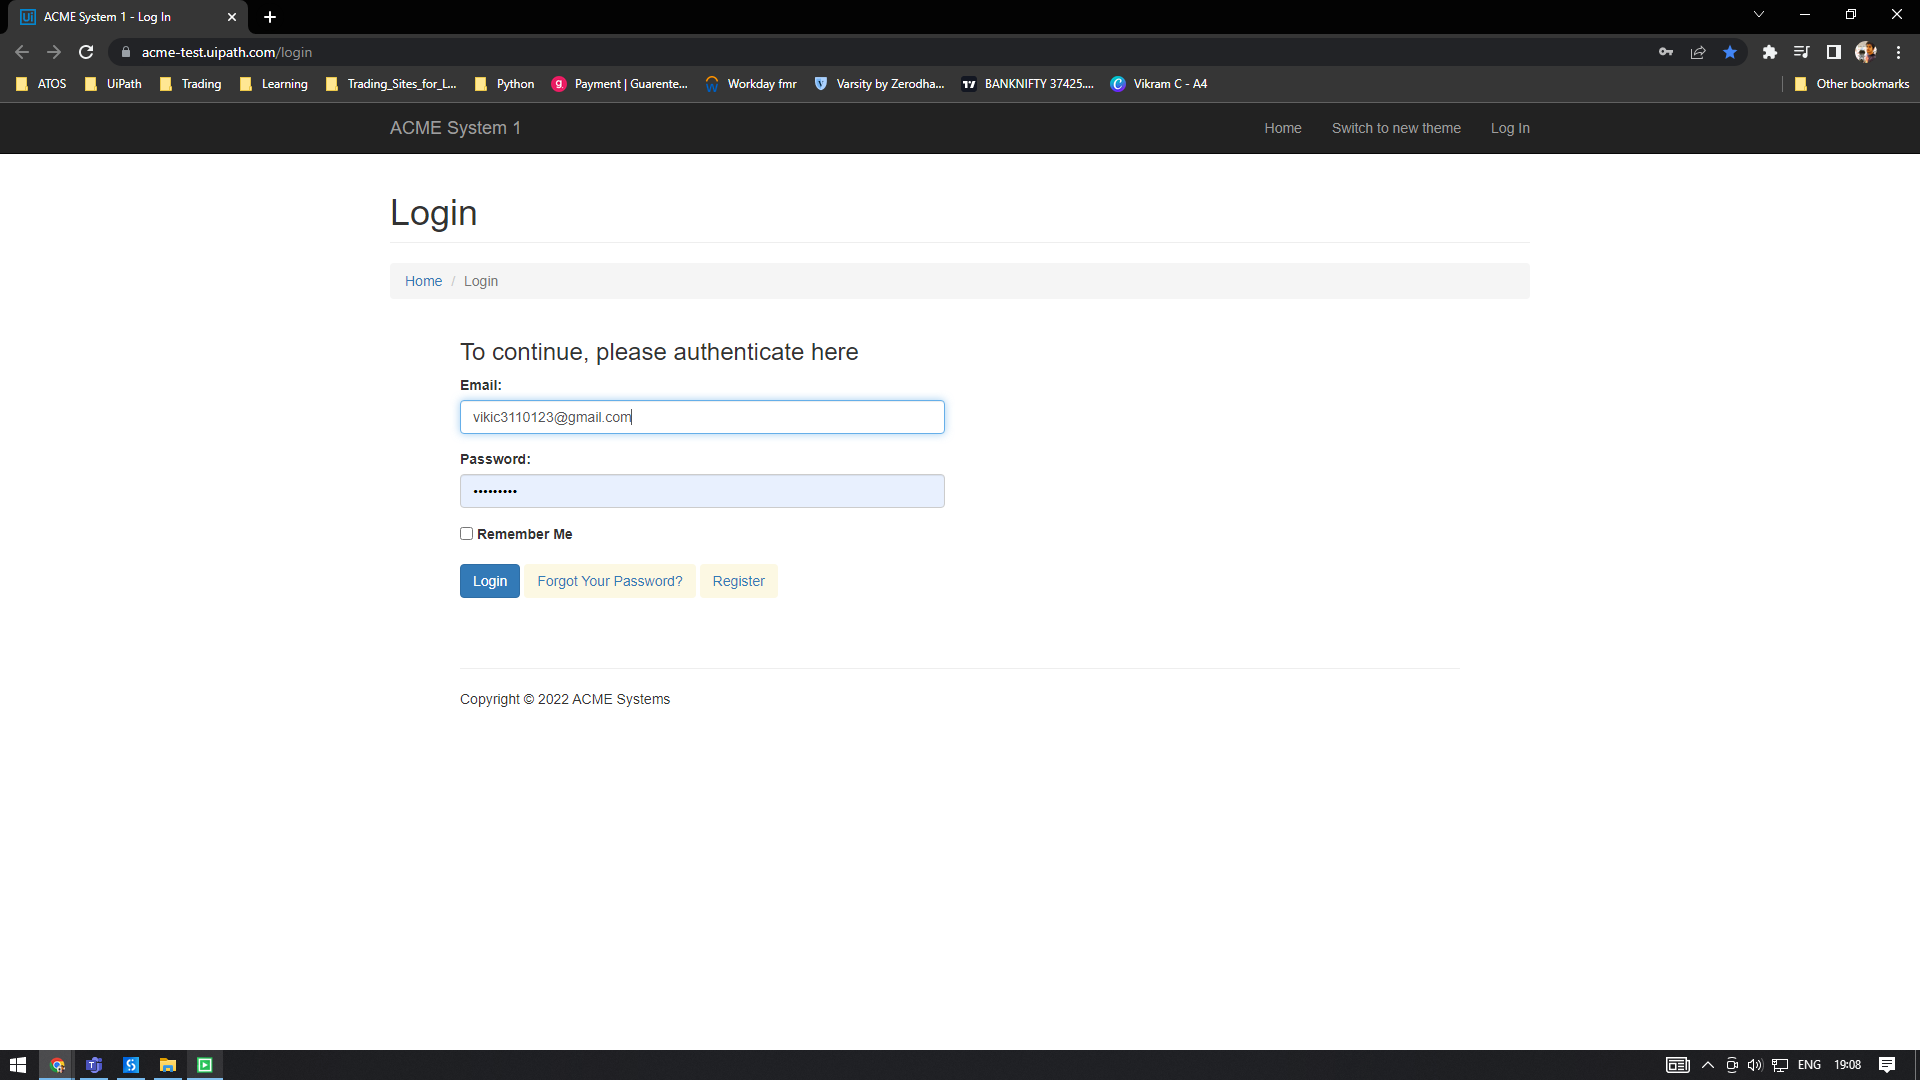 ACME System 1 - Log In
acme-test.uipath.com/login
ATOS UiPath Trading Learning Trading_Sites_for_L... Python Payment | Guarente... Workday fmr Varsity by Zerodha... BANKNIFTY 37425.... Vikram C - A4 Other bookmarks
ACME System 1 Home Switch to new theme Log In
Login
Home / Login
To continue, please authenticate here
Email:
vikic3110123@gmail.com
Password:
•••••••••
Remember Me
Login Forgot Your Password? Register
Copyright © 2022 ACME Systems
ENG 19:08